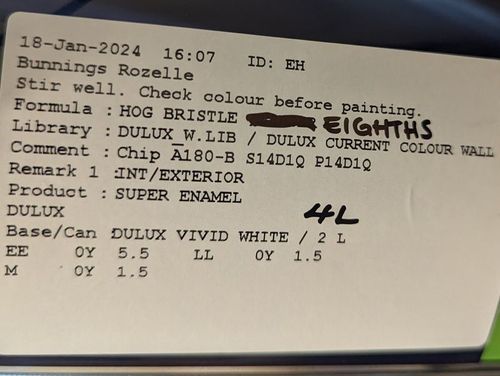 18-Jan-2024 16:07 ID: EH
Bunnings Rozelle
Stir well. Check colour before painting.
Formula : HOG BRISTLE EIGHTHS
Library : DULUX_W.LIB / DULUX CURRENT COLOUR WALL
Comment : Chip A180-B S14D1Q P14D1Q
Remark 1 :INT/EXTERIOR
Product : SUPER ENAMEL
DULUX 4L
Base/Can DULUX VIVID WHITE / 2 L
EE 0Y 5.5 LL 0Y 1.5
M 0Y 1.5